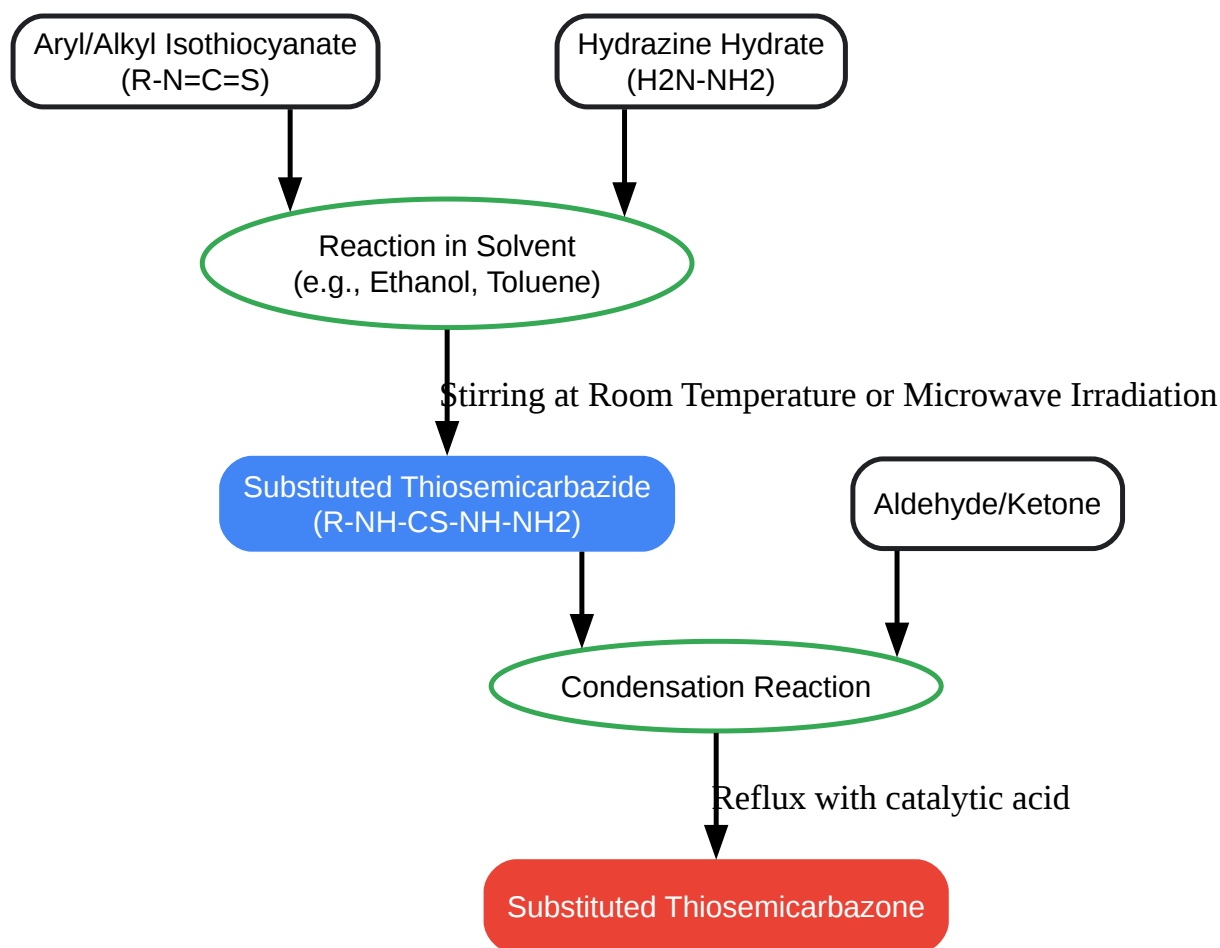 Aryl/Alkyl Isothiocyanate
(R-N=C=S)
Hydrazine Hydrate
(H2N-NH2)
Reaction in Solvent
(e.g., Ethanol, Toluene)
Stirring at Room Temperature or Microwave Irradiation
Substituted Thiosemicarbazide
(R-NH-CS-NH-NH2)
Aldehyde/Ketone
Condensation Reaction
Reflux with catalytic acid
Substituted Thiosemicarbazone